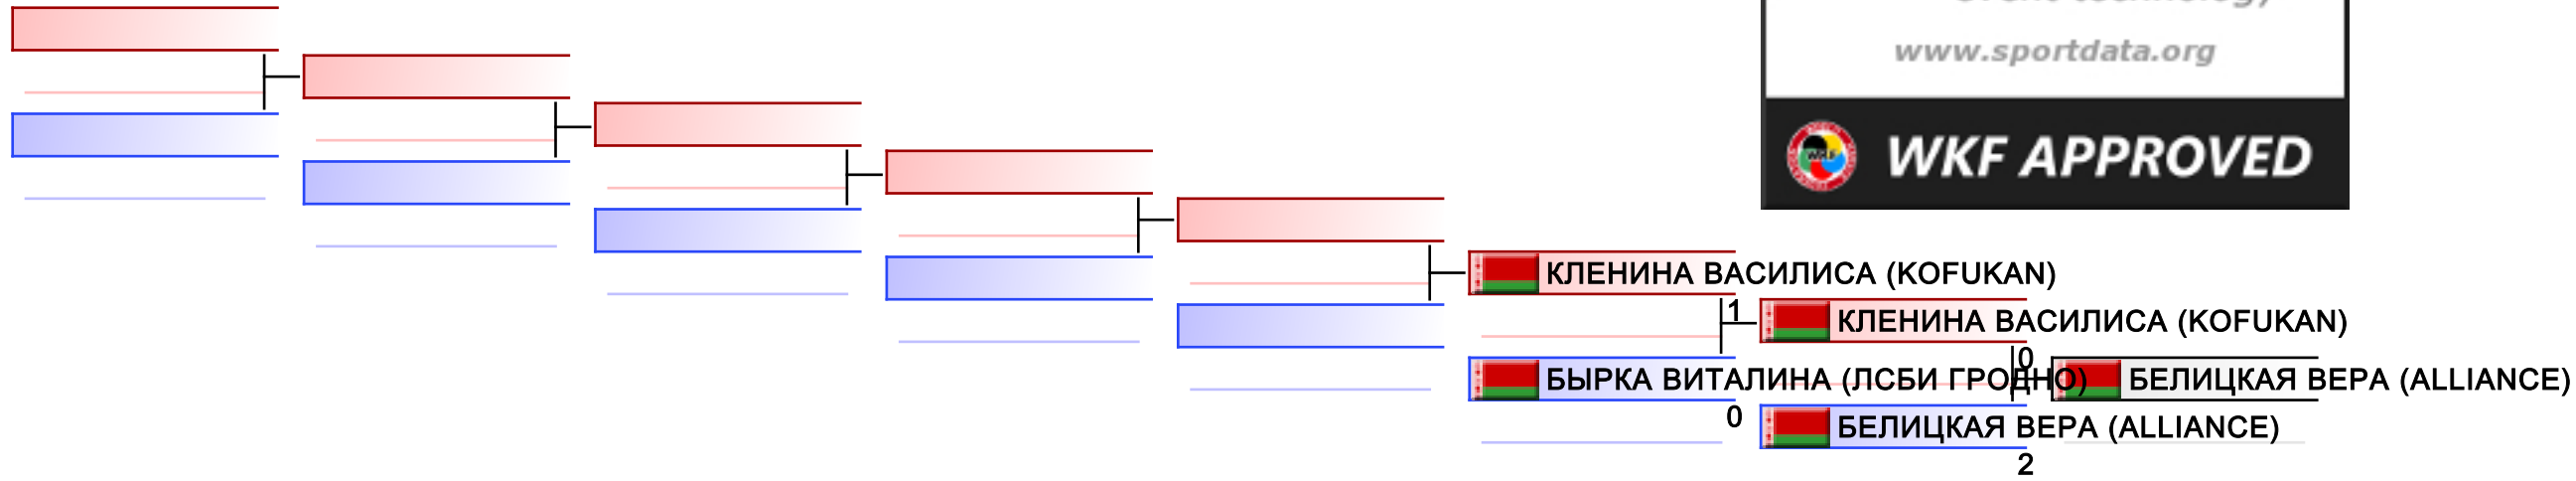 www.sportdata.org
WKF APPROVED
КЛЕНИНА ВАСИЛИСА (KOFUKAN)
1
КЛЕНИНА ВАСИЛИСА (KOFUKAN)
0
БЫРКА ВИТАЛИНА (ЛСБИ ГРОДНО)
БЕЛИЦКАЯ ВЕРА (ALLIANCE)
0
БЕЛИЦКАЯ ВЕРА (ALLIANCE)
2